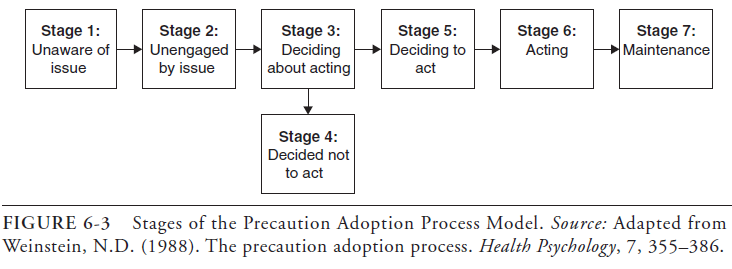 Stage 1:
Unaware of
issue
Stage 2:
Unengaged
by issue
Stage 3:
Deciding
about acting
Stage 5:
Deciding to
act
Stage 6:
Acting
Stage 7:
Maintenance
Stage 4:
Decided not
to act
FIGURE 6-3 Stages of the Precaution Adoption Process Model. Source: Adapted from
Weinstein, N.D. (1988). The precaution adoption process. Health Psychology, 7, 355–386.